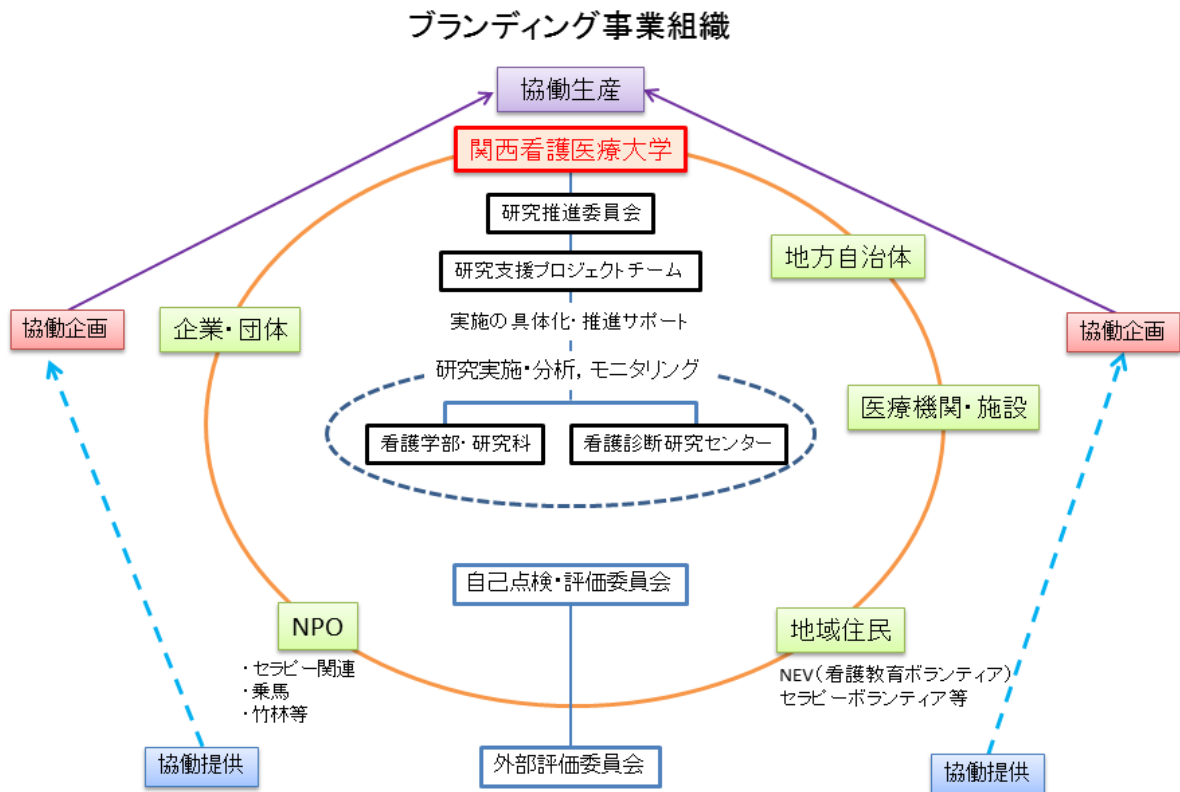 ブランディング事業組織
協働生産
関西看護医療大学
研究推進委員会
地方自治体
研究支援プロジェクトチーム
協働企画
企業・団体
実施の具体化・推進サポート
協働企画
研究実施・分析，モニタリング
医療機関・施設
看護学部・研究科
看護診断研究センター
自己点検・評価委員会
NPO
・セラピー関連
・乗馬
・竹林等
地域住民
NEV（看護教育ボランティア）
セラピーボランティア等
協働提供
外部評価委員会
協働提供